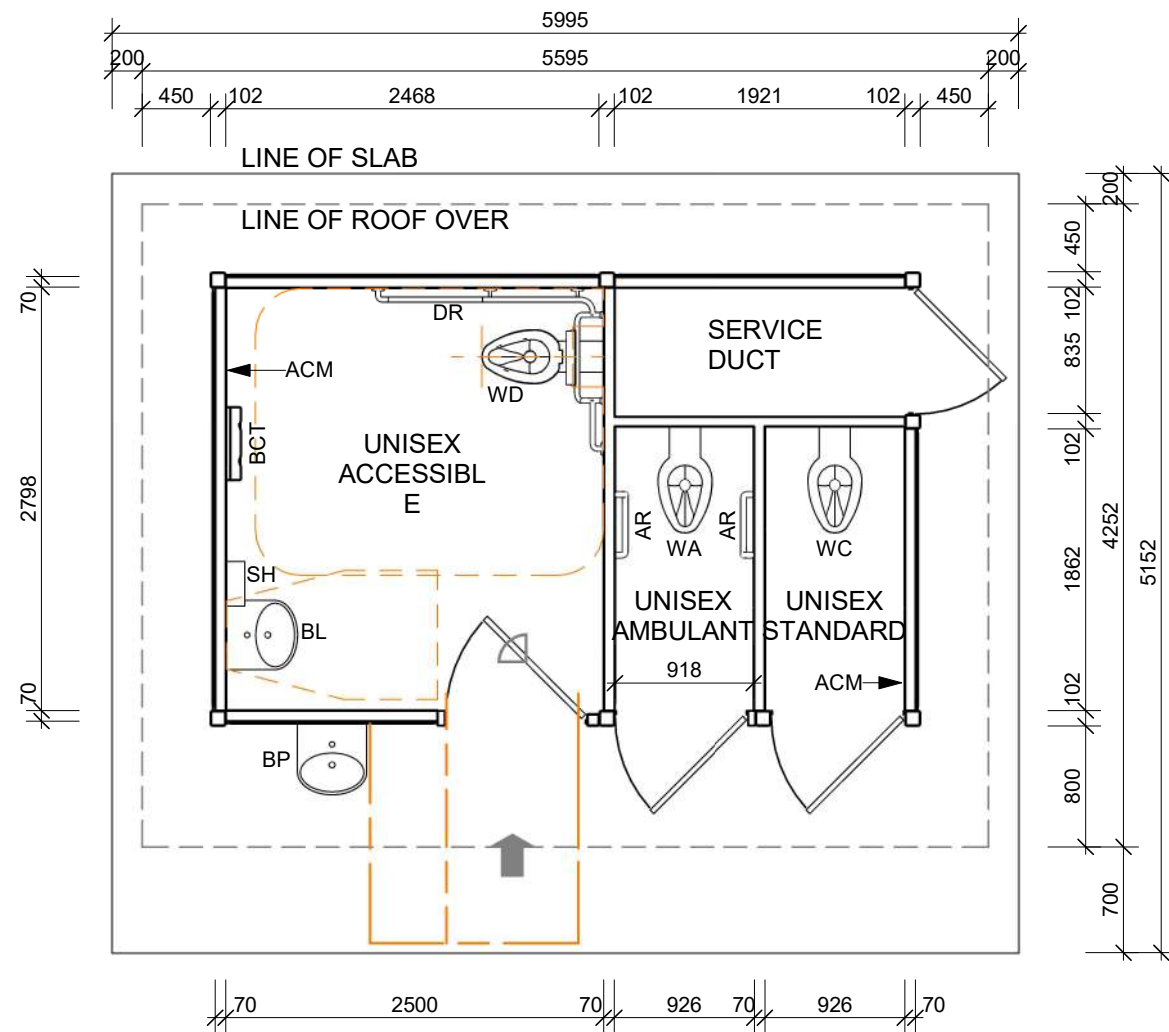 5995
200 5595 200
450 102 2468 102 1921 102 450
LINE OF SLAB
LINE OF ROOF OVER
200
450
70
102
DR
SERVICE
DUCT
835
ACM
WD
BCT
UNISEX
ACCESSIBL
E
102
2798
4252
5152
AR
AR
WA
WC
1862
SH
BL
UNISEX
AMBULANT
UNISEX
STANDARD
918
ACM
102
70
BP
800
700
70 2500 70 926 70 926 70